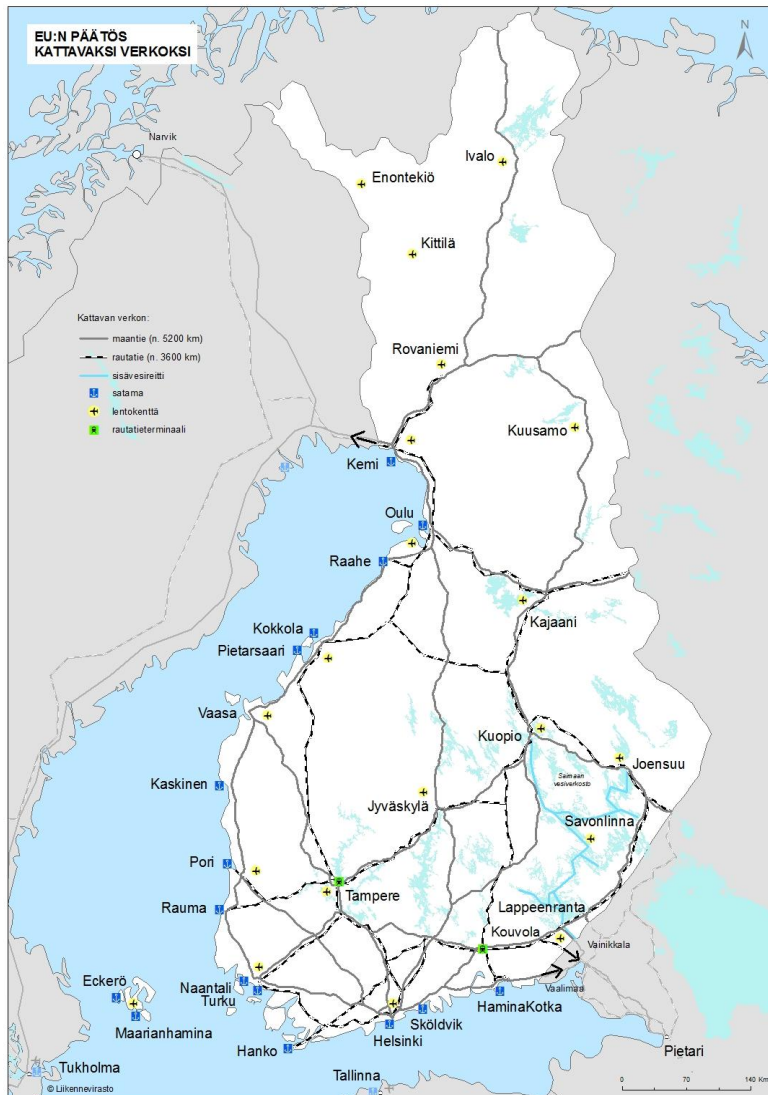 EU:N PÄÄTÖS
KATTAVAKSI VERKOKSI
N
Narvik
Ivalo
Enontekiö
Kittilä
Kattavan verkon:
maantie (n. 5200 km)
rautatie (n. 3600 km)
sisävesireitti
satama
lentokenttä
rautatieterminaali
Rovaniemi
Kuusamo
Kemi
Oulu
Raahe
Kajaani
Kokkola
Pietarsaari
Vaasa
Kuopio
Joensuu
Saimaan
vesiverkosto
Kaskinen
Jyväskylä
Savonlinna
Pori
Tampere
Rauma
Lappeenranta
Kouvola
Vainikkala
Eckerö
Naantali
Turku
Vaalimaa
HaminaKotka
Maarianhamina
Sköldvik
Helsinki
Hanko
Pietari
Tukholma
Tallinna
© Liikennevirasto
0 70 140 Km